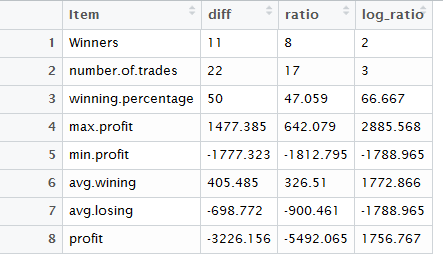 Item diff ratio log_ratio
1 Winners 11 8 2
2 number.of.trades 22 17 3
3 winning.percentage 50 47.059 66.667
4 max.profit 1477.385 642.079 2885.568
5 min.profit -1777.323 -1812.795 -1788.965
6 avg.wining 405.485 326.51 1772.866
7 avg.losing -698.772 -900.461 -1788.965
8 profit -3226.156 -5492.065 1756.767